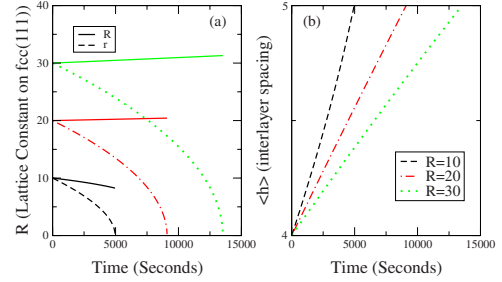 (a)
R
r
R (Lattice Constant on fcc(111)
40
30
20
10
0
0
5000
10000
15000
Time (Seconds)
(b)
R=10
R=20
R=30
<h> (interlayer spacing)
5
4
0
5000
10000
15000
Time (Seconds)